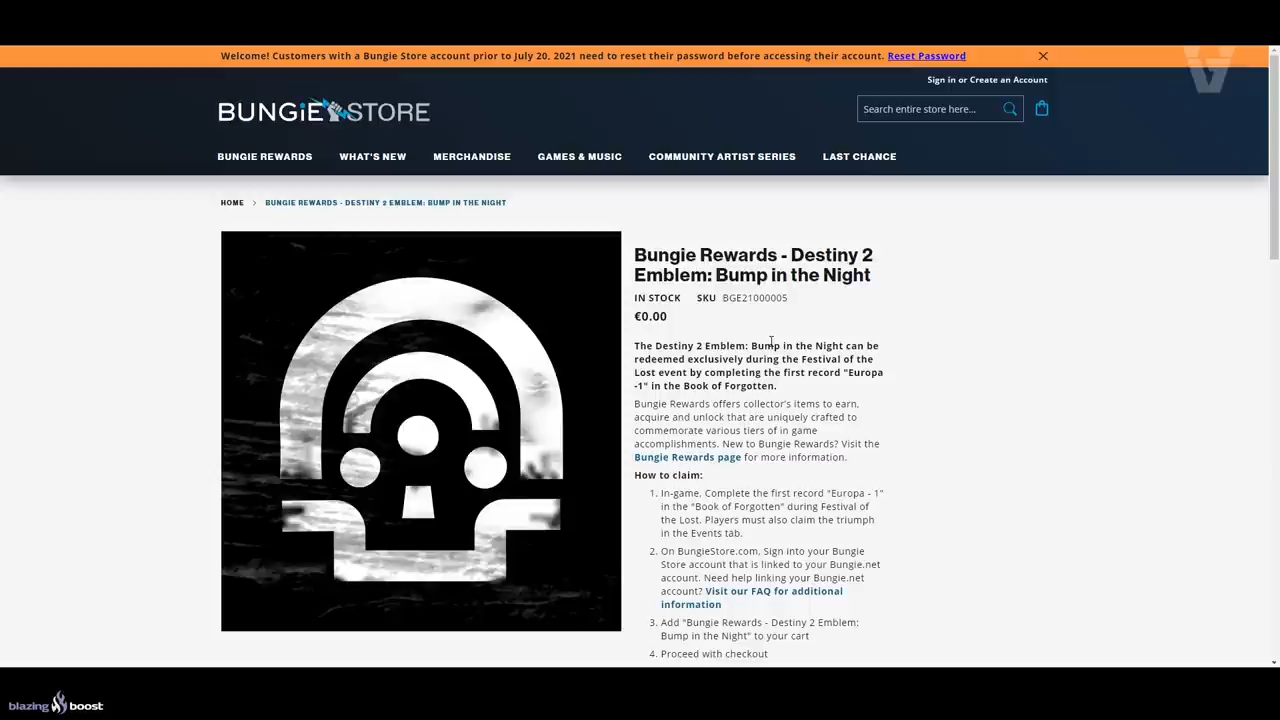 Welcome! Customers with a Bungie Store account prior to July 20, 2021 need to reset their password before accessing their account. Reset Password
Sign in or Create an Account
BUNGiE STORE
Search entire store here...
BUNGIE REWARDS WHAT'S NEW MERCHANDISE GAMES & MUSIC COMMUNITY ARTIST SERIES LAST CHANCE
HOME > BUNGIE REWARDS - DESTINY 2 EMBLEM: BUMP IN THE NIGHT
Bungie Rewards - Destiny 2
Emblem: Bump in the Night
IN STOCK SKU BGE21000005
€0.00
The Destiny 2 Emblem: Bump in the Night can be
redeemed exclusively during the Festival of the
Lost event by completing the first record "Europa
-1" in the Book of Forgotten.
Bungie Rewards offers collector's items to earn,
acquire and unlock that are uniquely crafted to
commemorate various tiers of in game
accomplishments. New to Bungie Rewards? Visit the
Bungie Rewards page for more information.
How to claim:
1. In-game, Complete the first record "Europa - 1"
in the "Book of Forgotten" during Festival of
the Lost. Players must also claim the triumph
in the Events tab.
2. On BungieStore.com, Sign into your Bungie
Store account that is linked to your Bungie.net
account. Need help linking your Bungie.net
account? Visit our FAQ for additional
information
3. Add "Bungie Rewards - Destiny 2 Emblem:
Bump in the Night" to your cart
4. Proceed with checkout
blazing boost